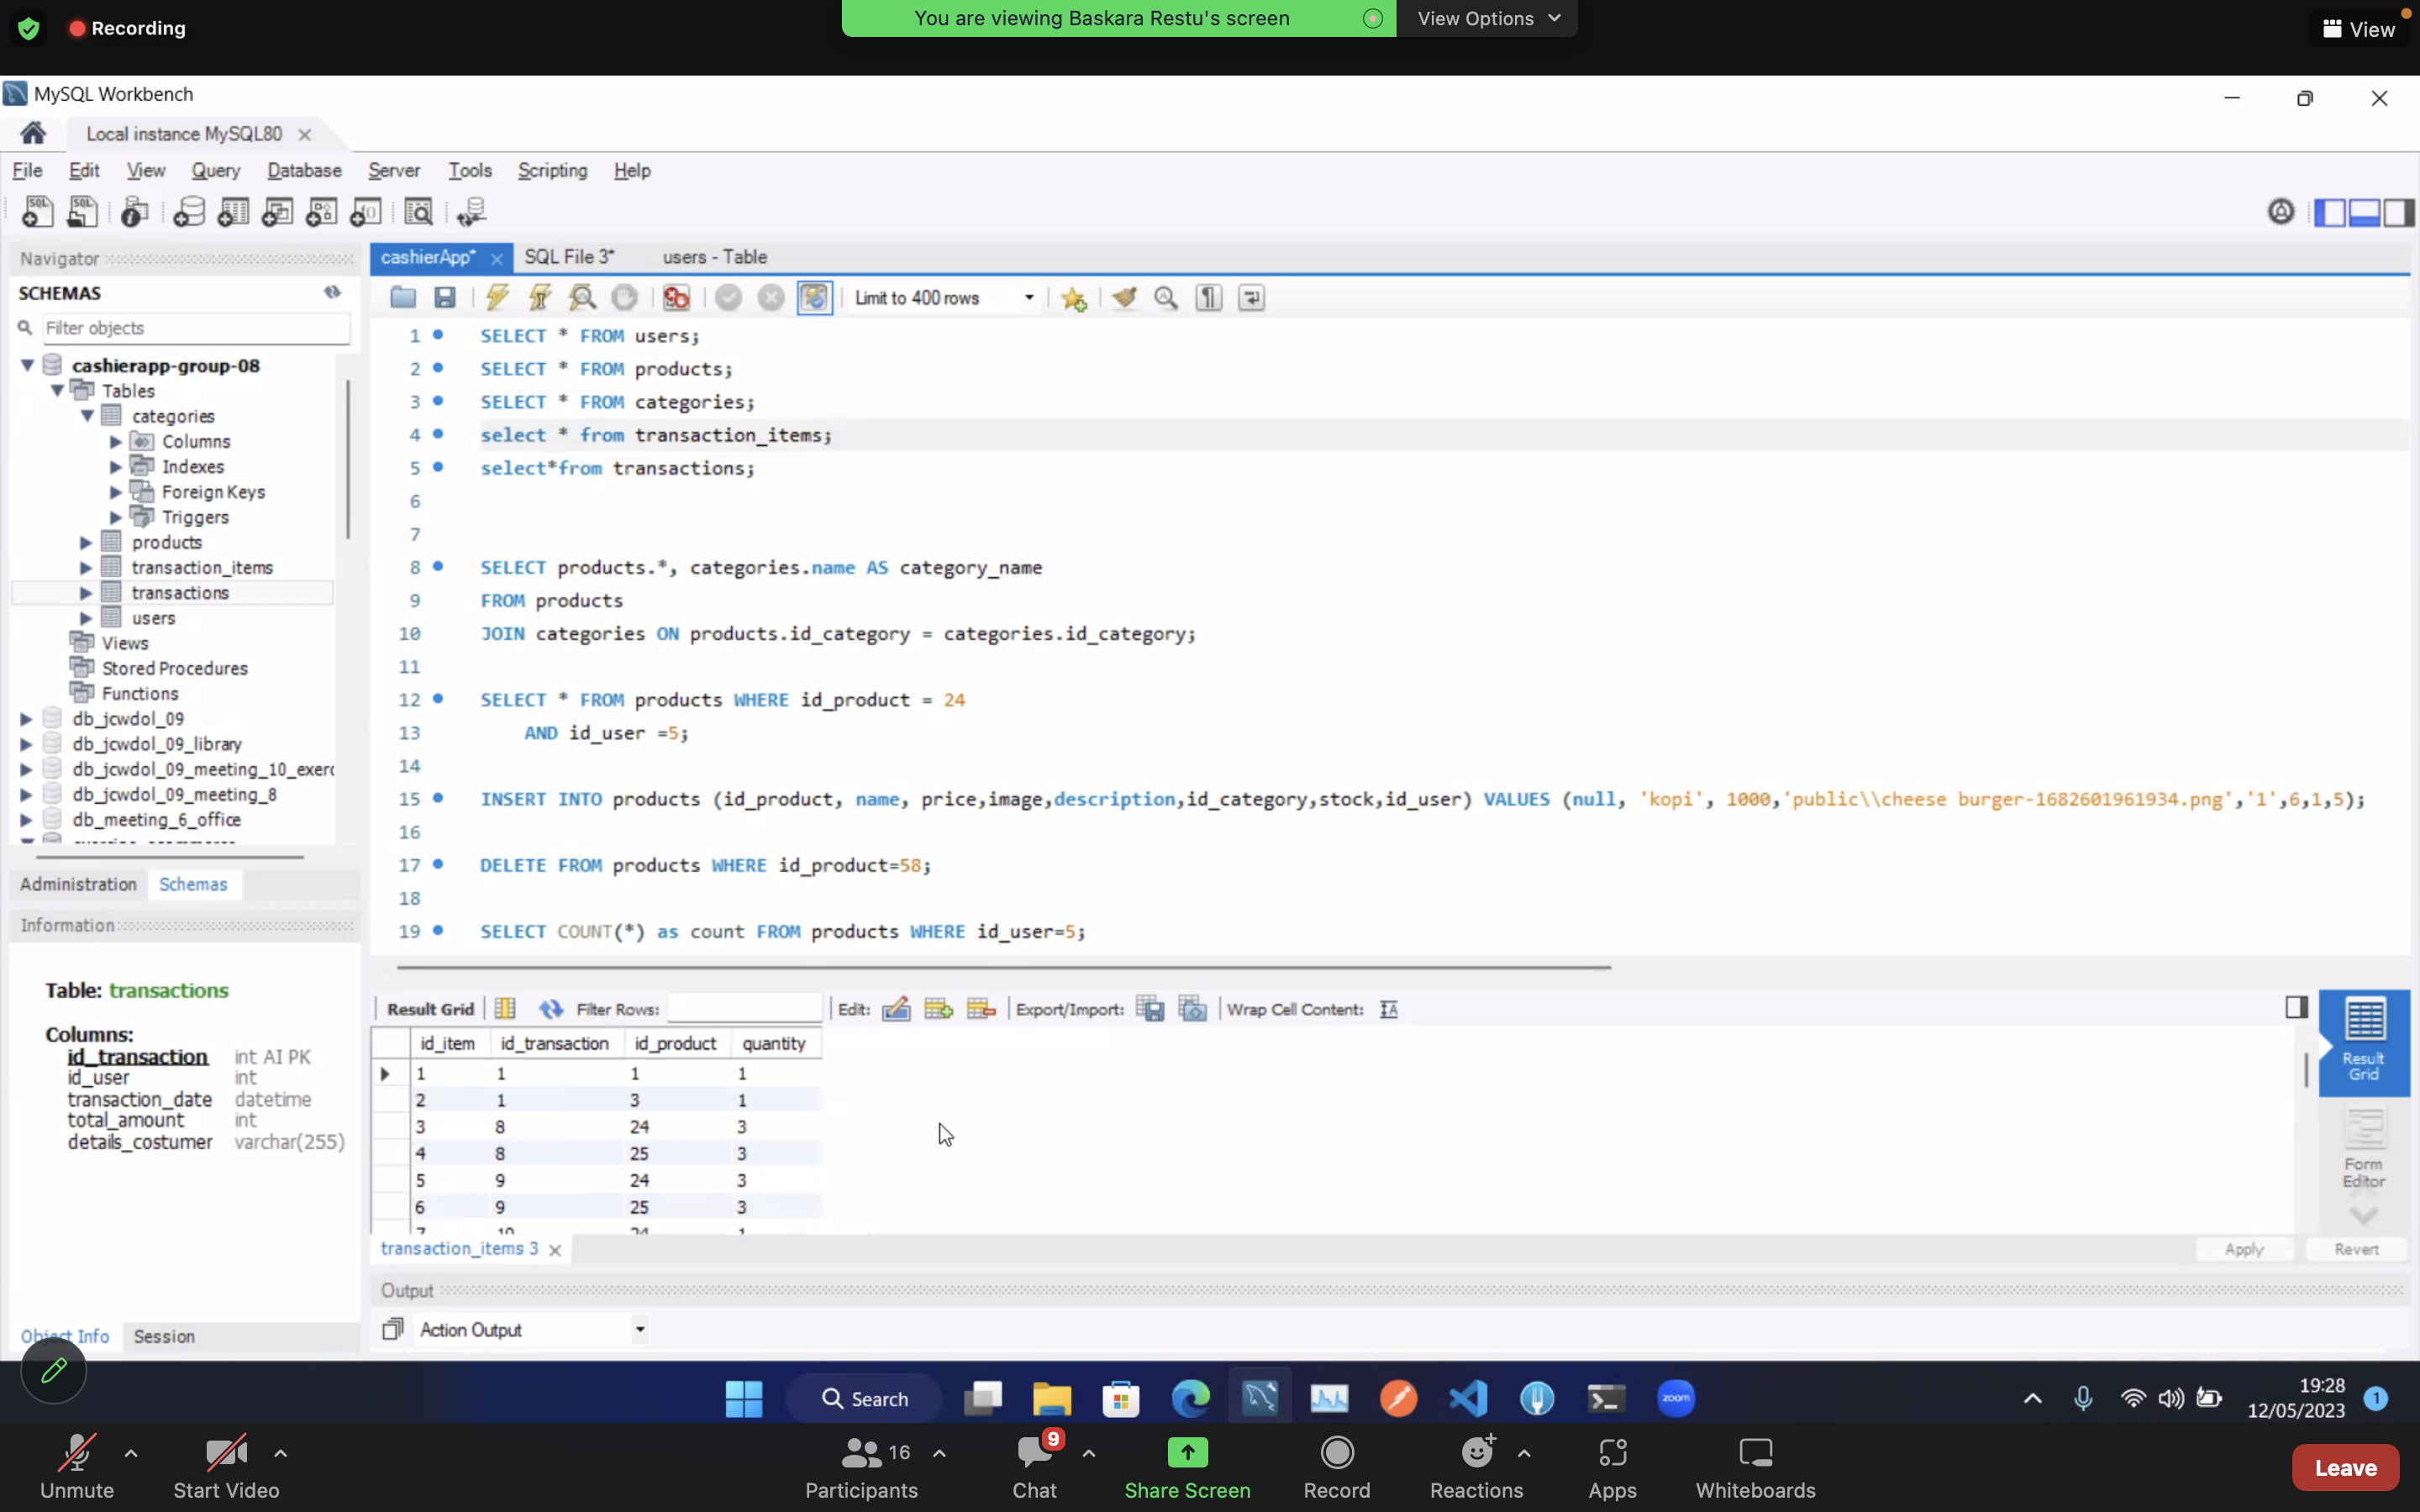 Recording
You are viewing Baskara Restu's screen
View Options
View
MySQL Workbench
Local instance MySQL80
File Edit View Query Database Server Tools Scripting Help
Navigator
SCHEMAS
Filter objects
cashierapp-group-08
Tables
categories
Columns
Indexes
Foreign Keys
Triggers
products
transaction_items
transactions
users
Views
Stored Procedures
Functions
db_jcwdol_09
db_jcwdol_09_library
db_jcwdol_09_meeting_10_exerc
db_jcwdol_09_meeting_8
db_meeting_6_office
Administration Schemas
Information
Table: transactions
Columns:
id_transaction int AI PK
id_user int
transaction_date datetime
total_amount int
details_costumer varchar(255)
Object Info Session
cashierApp* SQL File 3* users - Table
Limit to 400 rows
1 SELECT * FROM users;
2 SELECT * FROM products;
3 SELECT * FROM categories;
4 select * from transaction_items;
5 select*from transactions;
6
7
8 SELECT products.*, categories.name AS category_name
9 FROM products
10 JOIN categories ON products.id_category = categories.id_category;
11
12 SELECT * FROM products WHERE id_product = 24
13 AND id_user =5;
14
15 INSERT INTO products (id_product, name, price,image,description,id_category,stock,id_user) VALUES (null, 'kopi', 1000,'public\\cheese burger-1682601961934.png','1',6,1,5);
16
17 DELETE FROM products WHERE id_product=58;
18
19 SELECT COUNT(*) as count FROM products WHERE id_user=5;
Result Grid Filter Rows: Edit: Export/Import: Wrap Cell Content:
id_item id_transaction id_product quantity
1 1 1 1
2 1 3 1
3 8 24 3
4 8 25 3
5 9 24 3
6 9 25 3
7 10 24 1
Result Grid
Form Editor
transaction_items 3
Apply Revert
Output
Action Output
Search
zoom
19:28
12/05/2023
1
Unmute
Start Video
16
Participants
9
Chat
Share Screen
Record
Reactions
Apps
Whiteboards
Leave